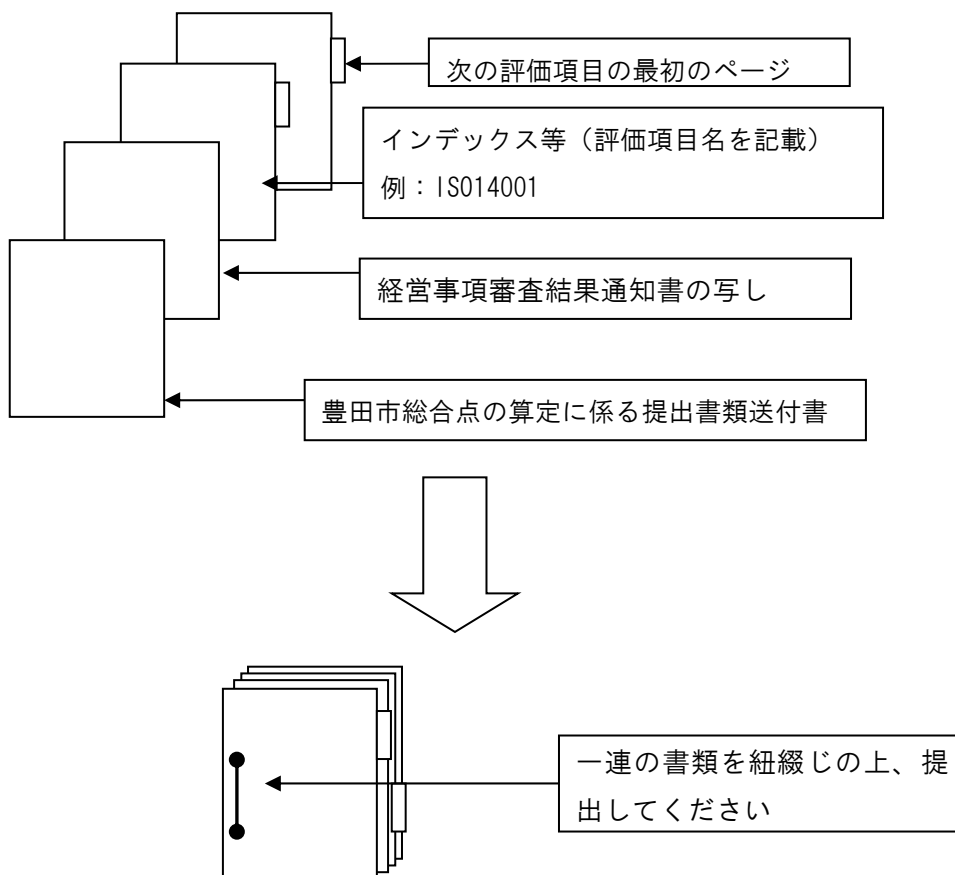 次の評価項目の最初のページ
インデックス等（評価項目名を記載）
例：ISO14001
経営事項審査結果通知書の写し
豊田市総合点の算定に係る提出書類送付書
一連の書類を紐綴じの上、提
出してください